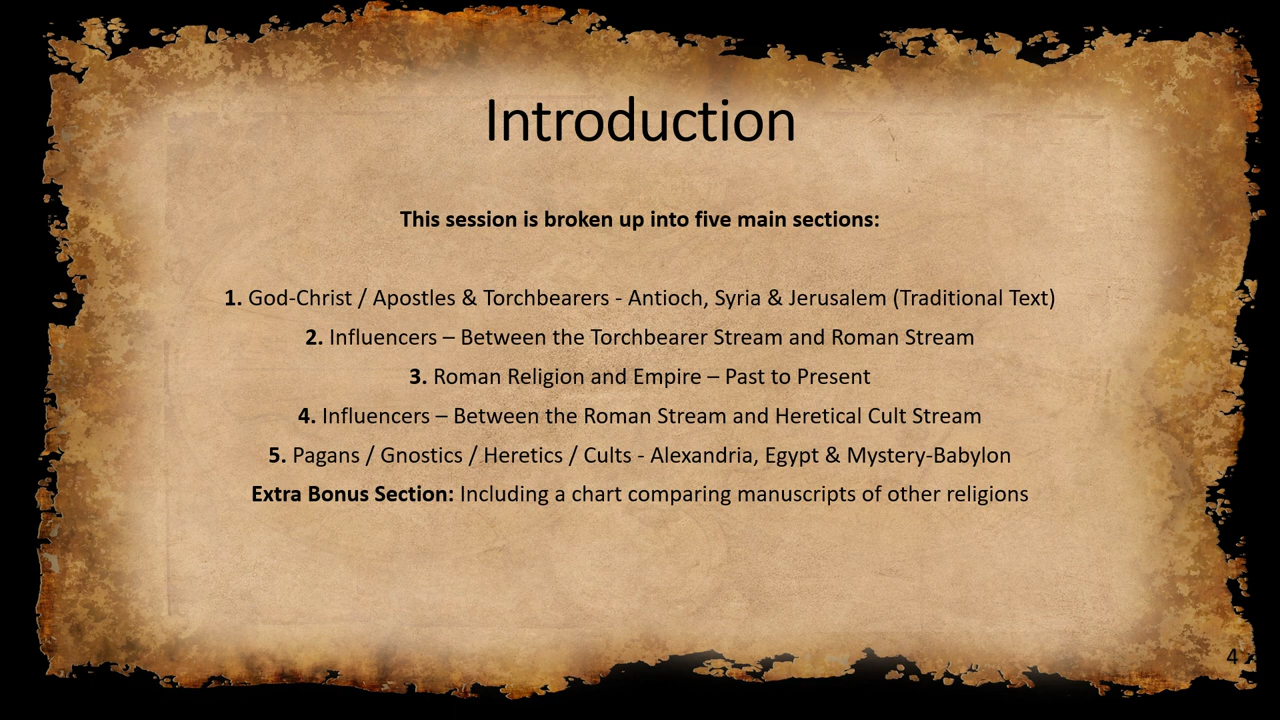 Introduction
This session is broken up into five main sections:
1. God-Christ / Apostles & Torchbearers - Antioch, Syria & Jerusalem (Traditional Text)
2. Influencers – Between the Torchbearer Stream and Roman Stream
3. Roman Religion and Empire – Past to Present
4. Influencers – Between the Roman Stream and Heretical Cult Stream
5. Pagans / Gnostics / Heretics / Cults - Alexandria, Egypt & Mystery-Babylon
Extra Bonus Section: Including a chart comparing manuscripts of other religions
4